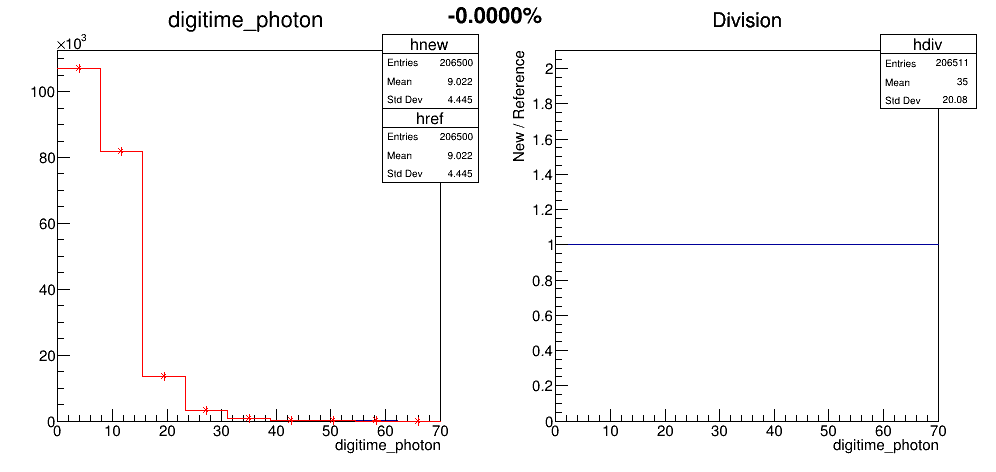 digitime_photon
-0.0000%
Division
×10³
hnew
Entries 206500
Mean 9.022
Std Dev 4.445
href
Entries 206500
Mean 9.022
Std Dev 4.445
100
80
60
40
20
0
0 10 20 30 40 50 60 70
digitime_photon
hdiv
Entries 206511
Mean 35
Std Dev 20.08
New / Reference
2
1.8
1.6
1.4
1.2
1
0.8
0.6
0.4
0.2
0
0 10 20 30 40 50 60 70
digitime_photon